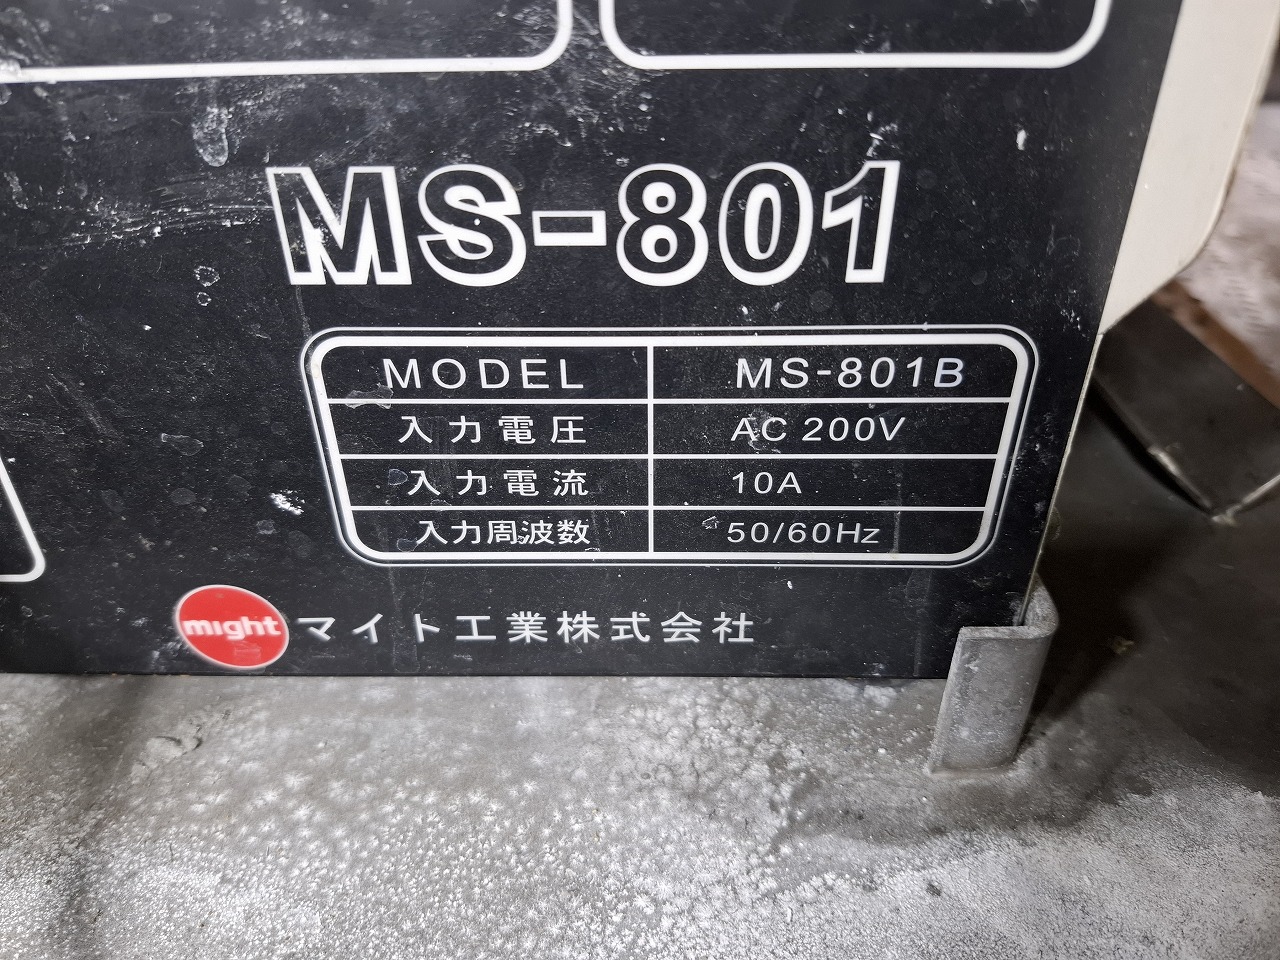 MS-801
MODEL MS-801B
入力電圧 AC 200V
入力電流 10A
入力周波数 50/60Hz
might マイト工業株式会社